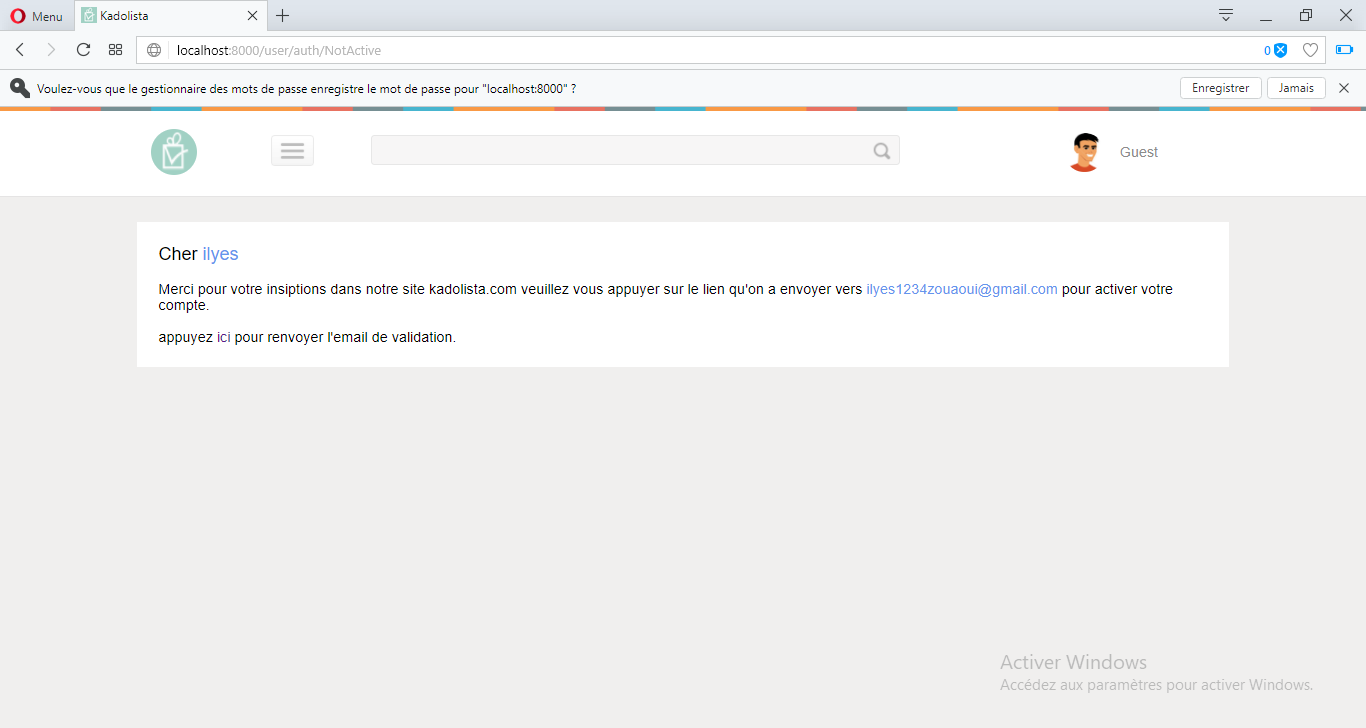 Menu
Kadolista
localhost:8000/user/auth/NotActive
0
Voulez-vous que le gestionnaire des mots de passe enregistre le mot de passe pour "localhost:8000" ?
Enregistrer
Jamais
Guest
Cher ilyes
Merci pour votre insiptions dans notre site kadolista.com veuillez vous appuyer sur le lien qu'on a envoyer vers ilyes1234zouaoui@gmail.com pour activer votre
compte.
appuyez ici pour renvoyer l'email de validation.
Activer Windows
Accédez aux paramètres pour activer Windows.